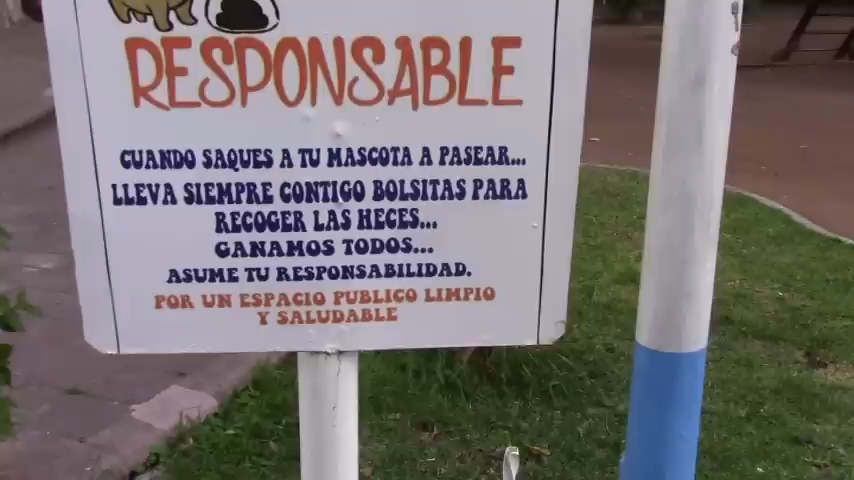 RESPONSABLE
CUANDO SAQUES A TU MASCOTA A PASEAR...
LLEVA SIEMPRE CONTIGO BOLSITAS PARA
RECOGER LAS HECES...
GANAMOS TODOS...
ASUME TU RESPONSABILIDAD.
POR UN ESPACIO PUBLICO LIMPIO
Y SALUDABLE